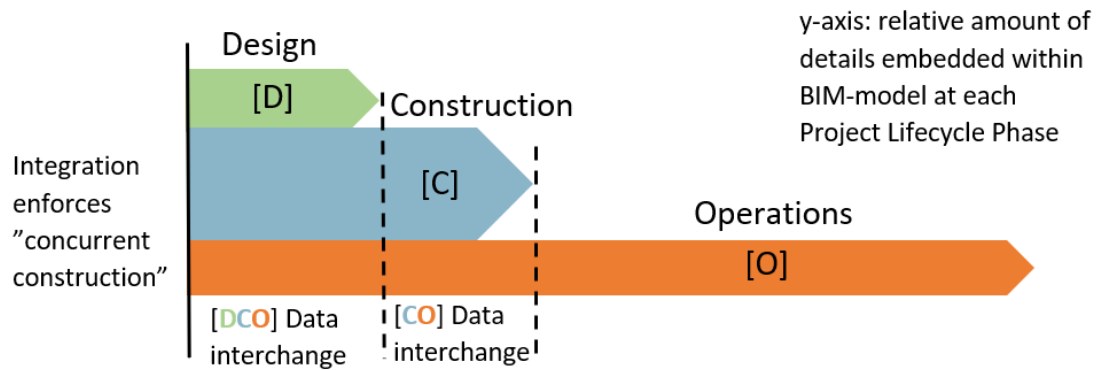 Design
[D]
Construction
[C]
Operations
[O]
y-axis: relative amount of
details embedded within
BIM-model at each
Project Lifecycle Phase
Integration
enforces
”concurrent
construction”
[DCO] Data
interchange
[CO] Data
interchange